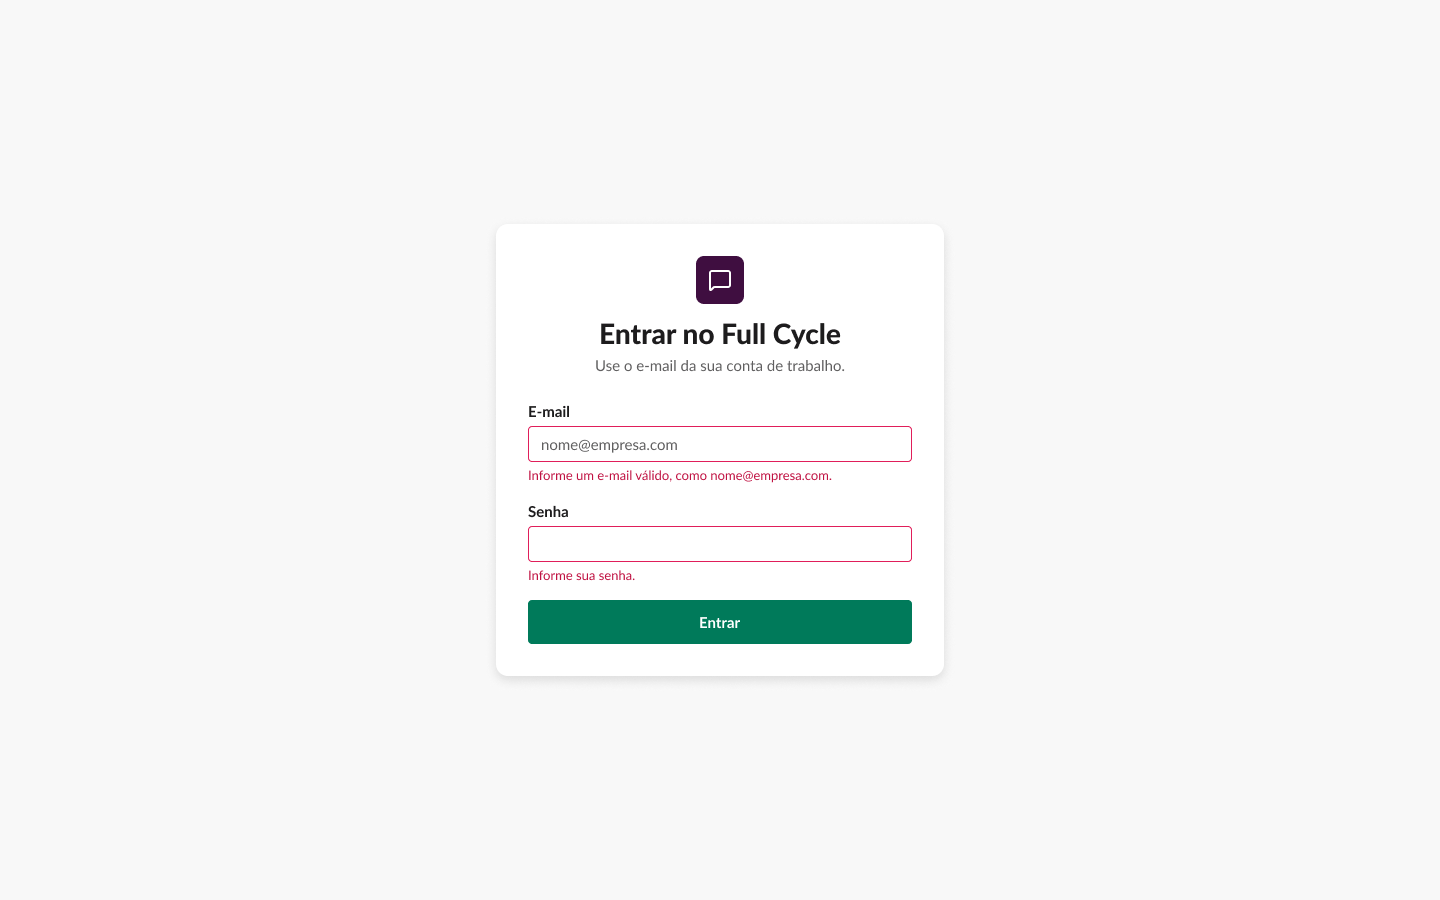 Entrar no Full Cycle
Use o e-mail da sua conta de trabalho.
E-mail
nome@empresa.com
Informe um e-mail válido, como nome@empresa.com.
Senha
Informe sua senha.
Entrar